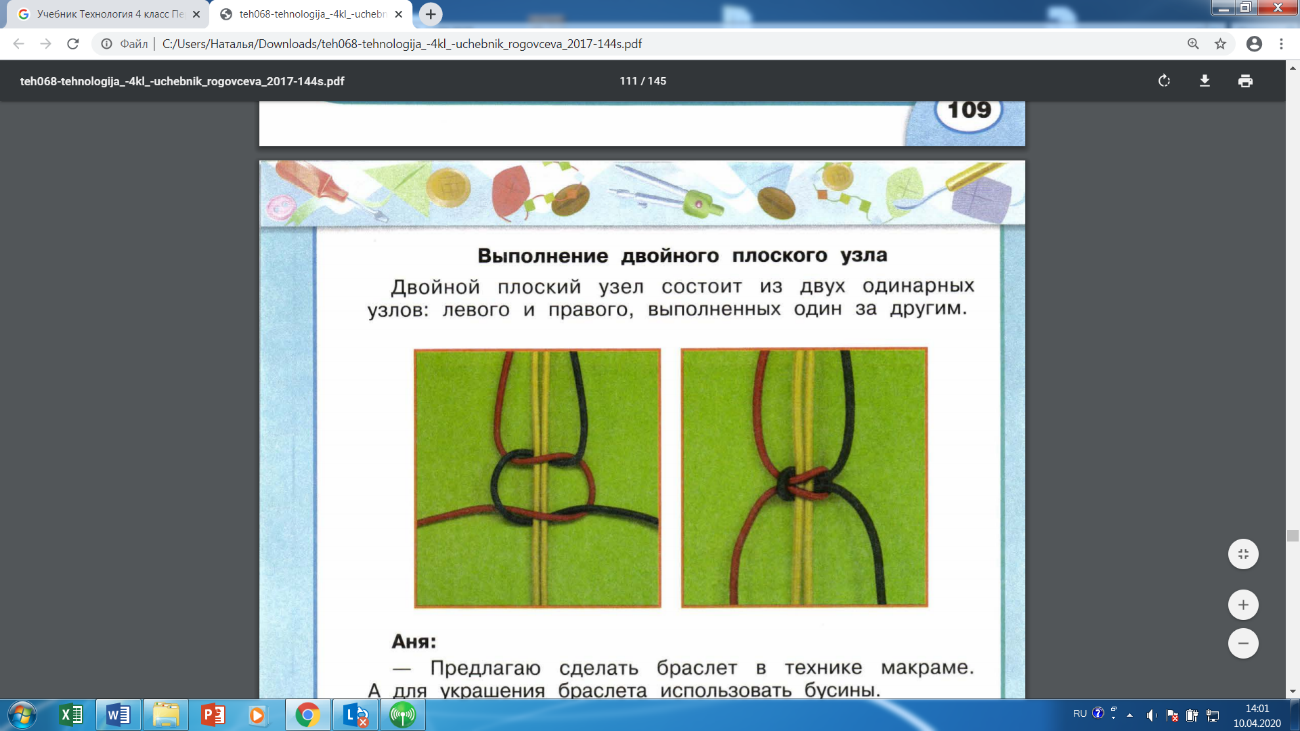 Учебник Технология 4 класс Пе
teh068-tehnologija_-4kl_-uchebn
Файл | C:/Users/Наталья/Downloads/teh068-tehnologija_-4kl_-uchebnik_rogovceva_2017-144s.pdf
teh068-tehnologija_-4kl_-uchebnik_rogovceva_2017-144s.pdf 111 / 145
109
Выполнение двойного плоского узла
Двойной плоский узел состоит из двух одинарных
узлов: левого и правого, выполненных один за другим.
Аня:
— Предлагаю сделать браслет в технике макраме.
А для украшения браслета использовать бусины.
RU
14:01
10.04.2020